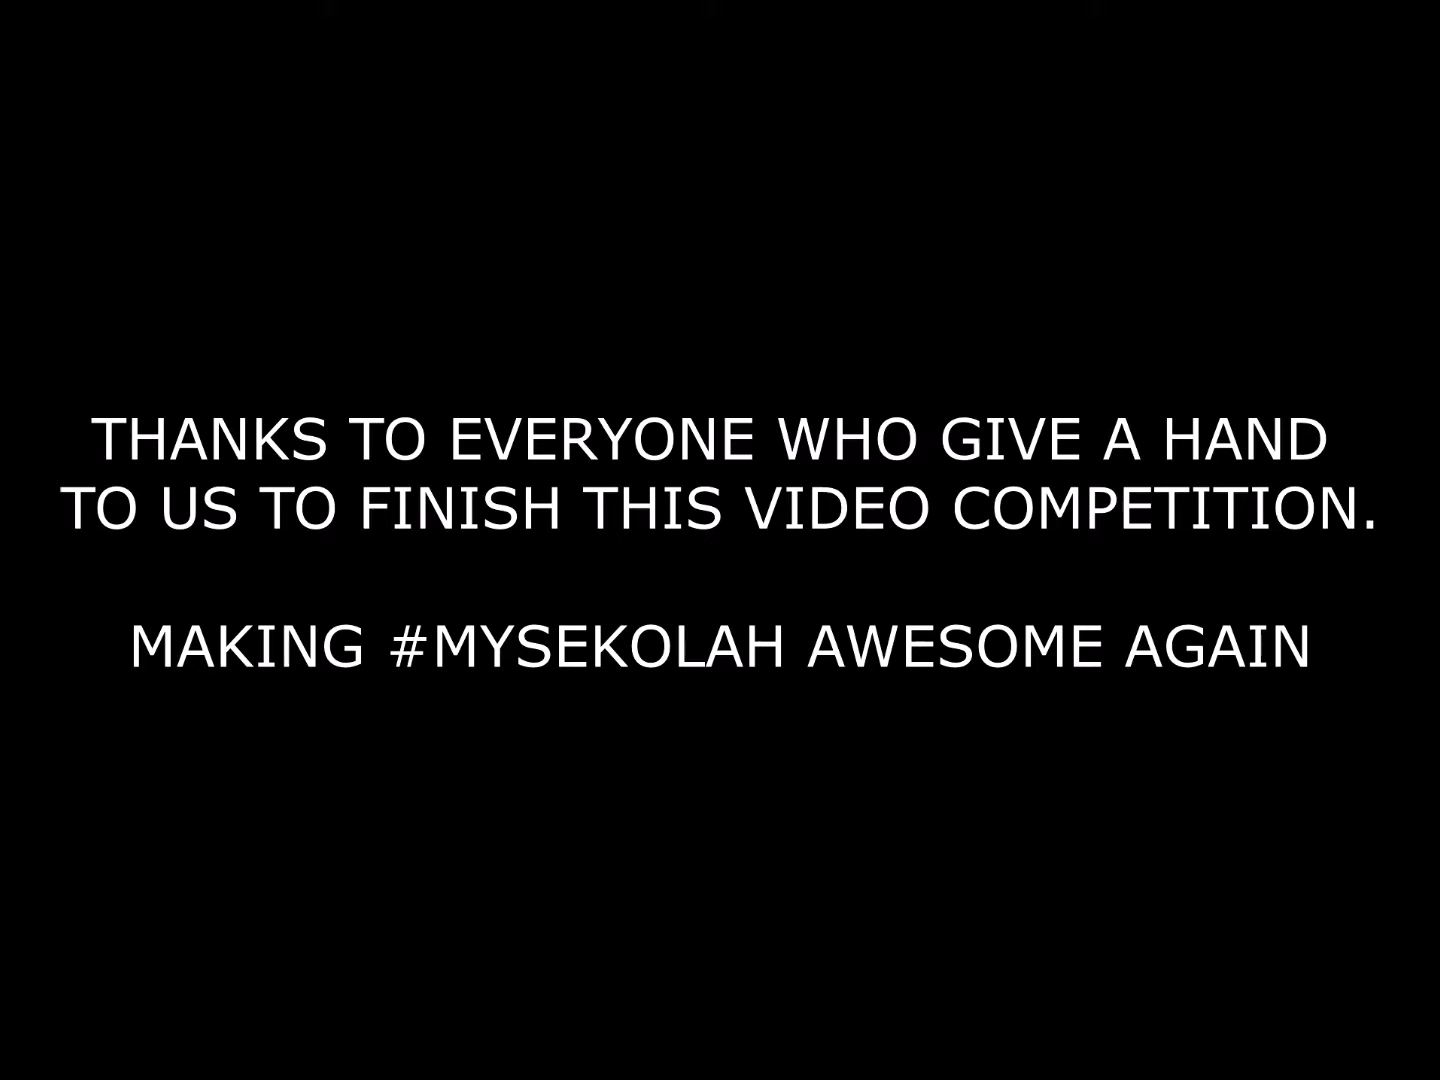 THANKS TO EVERYONE WHO GIVE A HAND
TO US TO FINISH THIS VIDEO COMPETITION.
MAKING #MYSEKOLAH AWESOME AGAIN